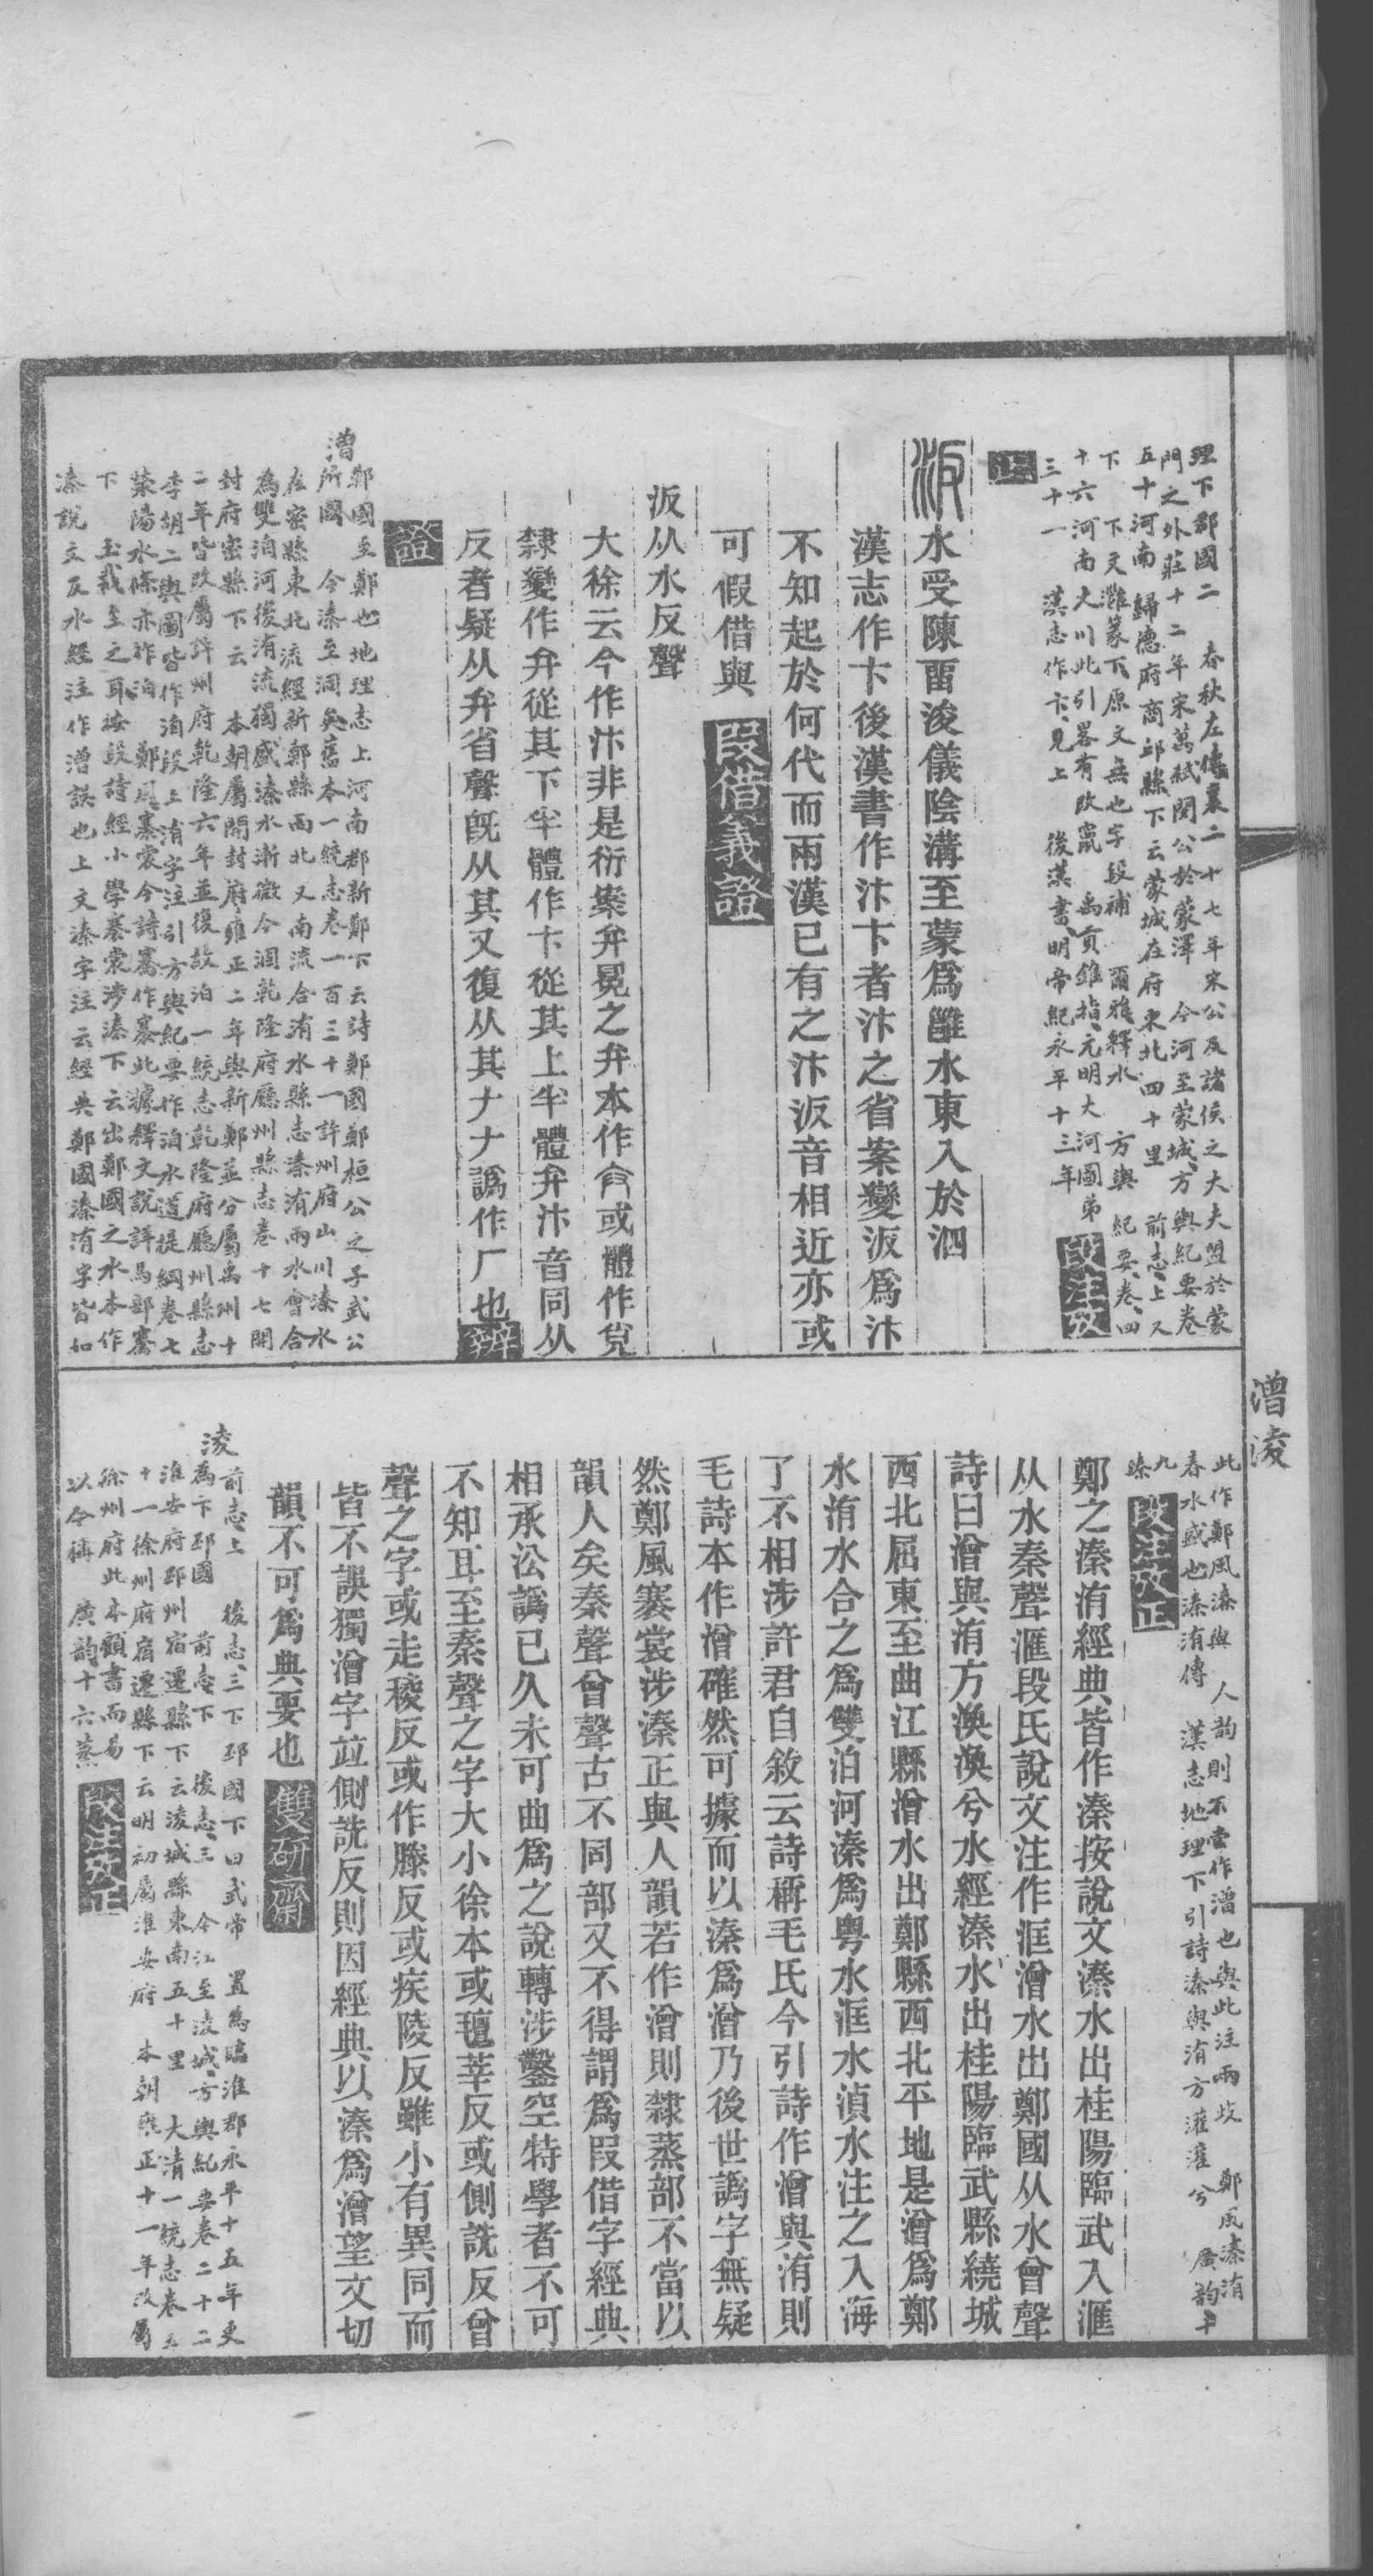 理下郡國二　春秋左傳襄二十七年宋公及諸侯之大夫盟於蒙
門之外莊十二年宋萬弑閔公於蒙澤　今河至蒙城、方輿紀要卷
五十河南　歸德府商邱縣下云蒙城在府東北四十里　前志、上又
下　下文濰篆下、原文無也字段補　爾雅、釋水　方輿　紀要、卷、四
十六河南大川此引畧有改竄　禹貢錐指、元明大河圖弟
三十一　漢志作卞、見上　後漢書、明帝紀永平十三年　段注攷
正
汳水受陳畱浚儀陰溝至蒙爲雝水東入於泗
漢志作卞後漢書作汴卞者汴之省案變汳爲汴
不知起於何代而兩漢已有之汴汳音相近亦或
可假借與　段借義證
汳从水反聲
大徐云今作汴非是衍案弁冕之弁本作㝸或體作㝸
隸變作弁從其下半體作卞從其上半體弁汴音同从
反者疑从弁省聲旣从其又復从其𠂇𠂇譌作厂也　辨
證
潧　鄭國至鄭也地理志上河南郡新鄭下云詩鄭國鄭桓公之子武公
所國　今溱至洞矣舊本一統志卷一百三十一許州府山川溱水
在密縣東北流經新鄭縣西北又南流合洧水縣志溱洧兩水會合
爲雙洎河後洧流獨盛溱水漸微今涸乾隆府廳州縣志卷十七開
封府密縣下云　本朝屬開封府雍正二年與新鄭並分屬禹州十
二年皆改屬許州府乾隆六年並復故洎一統志乾隆府廳州縣志
李胡二輿圖皆作洧段上洧字注引方輿紀要作洎水道提綱卷七
滎陽水條亦作洎　鄭風褰裳今詩騫作褰此據釋文說詳馬部騫
下　玉裁至之耳、按段詩經小學褰裳涉溱下云出鄭國之水本作
溱說文及水經注作潧誤也上文溱字注云經典鄭國溱洧字皆如
潧淩
此作鄭風溱與　人韵則不當作潧也與此注兩歧　鄭風溱洧
春水盛也溱洧傳　漢志地理下引詩溱與洧方灌灌兮　廣韵十
九臻　段注攷正
鄭之溱洧經典皆作溱按說文溱水出桂陽臨武入滙
从水秦聲滙段氏說文注作洭潧水出鄭國从水曾聲
詩曰潧與洧方渙渙兮水經溱水出桂陽臨武縣繞城
西北屈東至曲江縣潧水出鄭縣西北平地是潧爲鄭
水洧水合之爲雙泊河溱爲粤水洭水湞水注之入海
了不相涉許君自敘云詩稱毛氏今引詩作潧與洧則
毛詩本作潧確然可據而以溱爲潧乃後世譌字無疑
然鄭風褰裳涉溱正與人韻若作潧則隸蒸部不當以
韻人矣秦聲曾聲古不同部又不得謂爲叚借字經典
相承㳂譌已久未可曲爲之說轉涉鑿空特學者不可
不知耳至秦聲之字大小徐本或𣯛莘反或側詵反曾
聲之字或走稜反或作滕反或疾陵反雖小有異同而
皆不誤獨潧字竝側詵反則因經典以溱爲潧望文切
韻不可爲典要也　雙研齋
淩　前志、上　後志、三下邳國下曰武帝　置爲臨淮郡永平十五年更
爲下邳國　前志、下　後志、三　今江至淩城、方輿紀要卷二十二
淮安府邳州宿遷縣下云淩城縣東南五十里　大清一統志卷五
十一徐州府宿遷縣下云明初屬淮安府　本朝雍正十一年改屬
徐州府此本顧書而易
以今稱　廣韵十六蒸　段注攷正